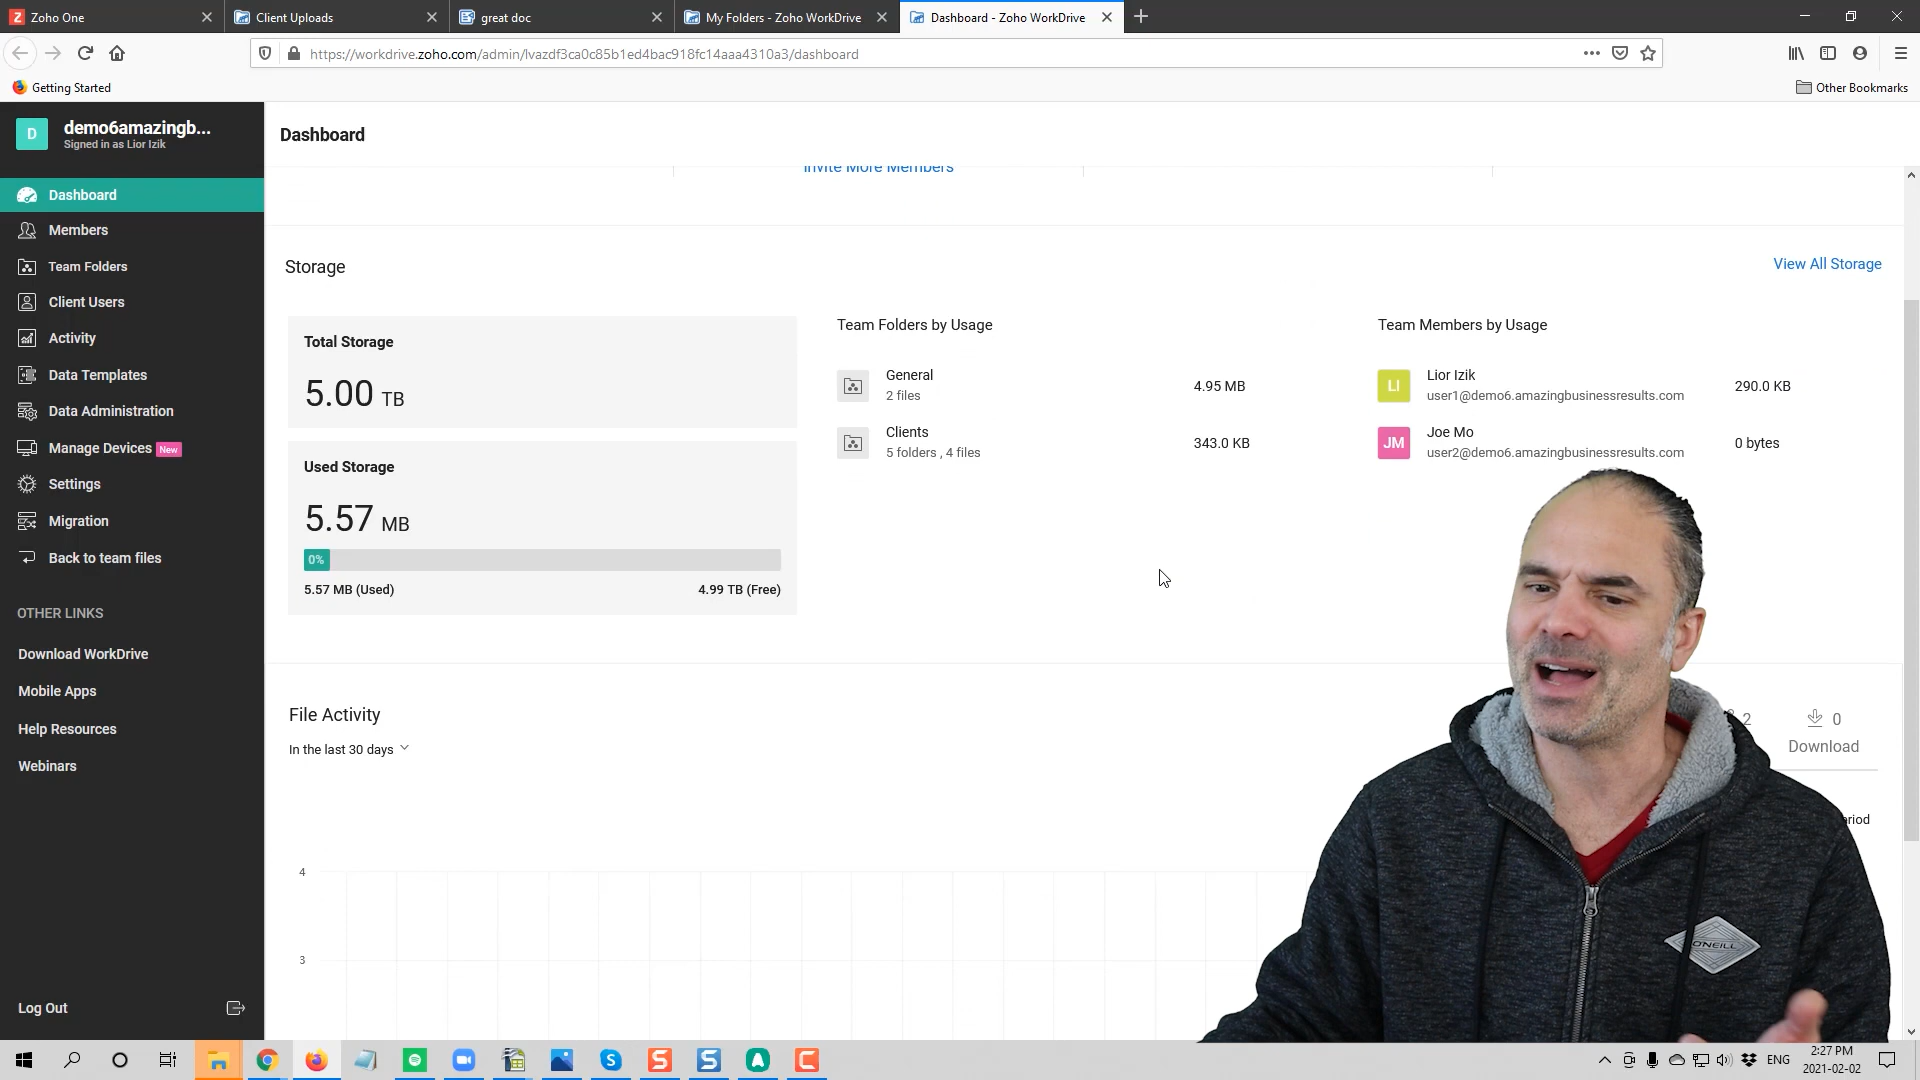 Zoho One
Client Uploads
great doc
My Folders - Zoho WorkDrive
Dashboard - Zoho WorkDrive
https://workdrive.zoho.com/admin/lvazdf3ca0c85b1ed4bac918fc14aaa4310a3/dashboard
Getting Started
Other Bookmarks
D
demo6amazingb...
Signed in as Lior Izik
Dashboard
Members
Team Folders
Client Users
Activity
Data Templates
Data Administration
Manage Devices New
Settings
Migration
Back to team files
OTHER LINKS
Download WorkDrive
Mobile Apps
Help Resources
Webinars
Log Out
Dashboard
Invite More Members
Storage
View All Storage
Total Storage
5.00 TB
Used Storage
5.57 MB
0%
5.57 MB (Used)
4.99 TB (Free)
Team Folders by Usage
General
2 files
4.95 MB
Clients
5 folders , 4 files
343.0 KB
Team Members by Usage
LI
Lior Izik
user1@demo6.amazingbusinessresults.com
290.0 KB
JM
Joe Mo
user2@demo6.amazingbusinessresults.com
0 bytes
File Activity
In the last 30 days
2
0
Download
eriod
4
3
O'NEILL
ENG
2:27 PM
2021-02-02